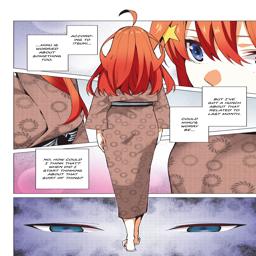 ACCORD-
ING TO
ITSUKI...
...MIKU IS
WORRIED
ABOUT
SOMETHING
TOO.
BUT I'VE
GOT A HUNCH
ABOUT THAT
RELATED TO
LAST MONTH.
COULD
MIKU'S
WORRY
BE...
NO, HOW COULD
I THINK THAT?
WHEN DID I
START THINKING
ABOUT THAT
SORT OF THING?